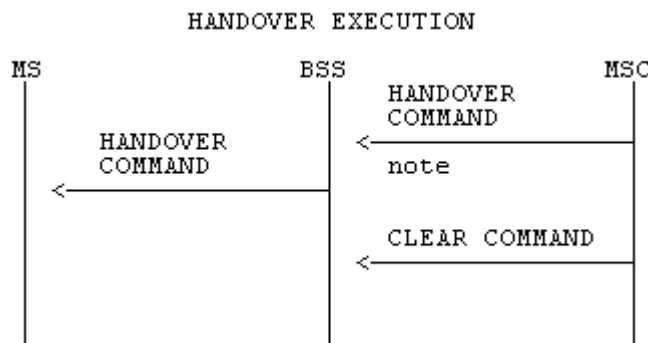 HANDOVER EXECUTION
MS BSS MSC
HANDOVER
COMMAND
HANDOVER
COMMAND
note
CLEAR COMMAND